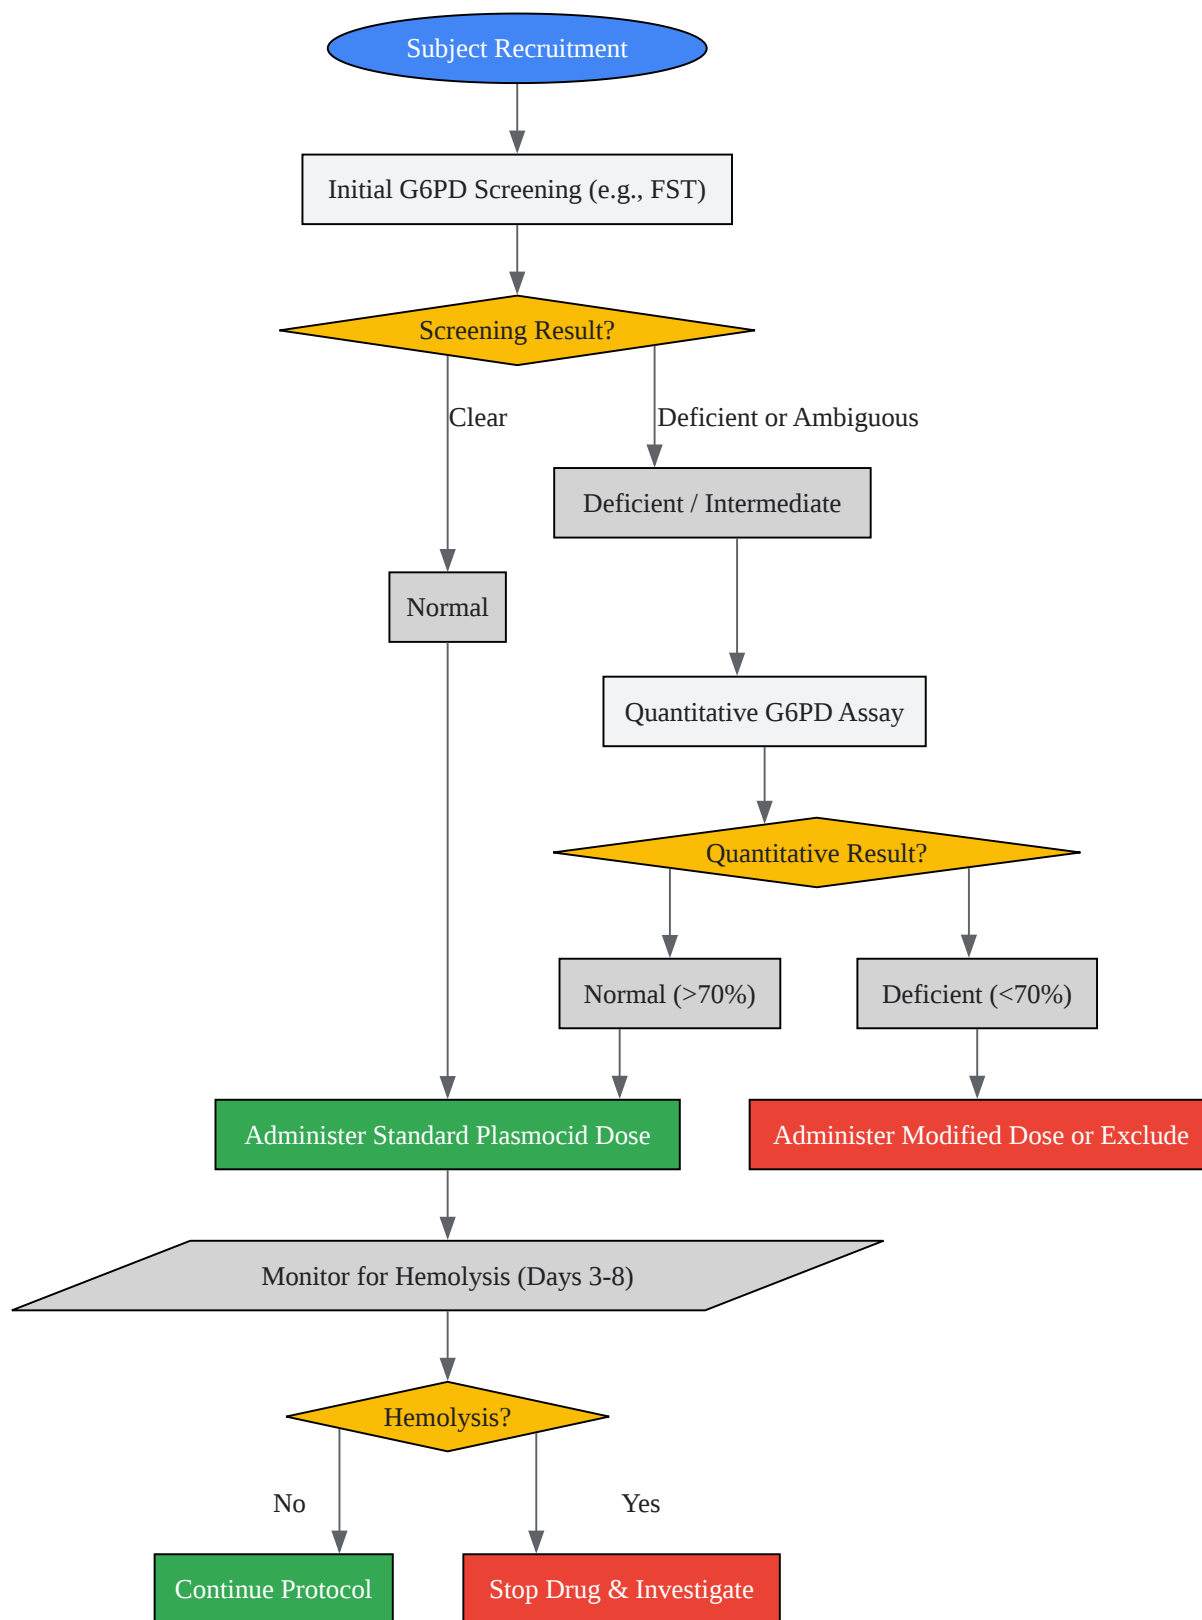 Subject Recruitment
Initial G6PD Screening (e.g., FST)
Screening Result?
Clear
Deficient or Ambiguous
Deficient / Intermediate
Normal
Quantitative G6PD Assay
Quantitative Result?
Normal (>70%)
Deficient (<70%)
Administer Standard Plasmocid Dose
Administer Modified Dose or Exclude
Monitor for Hemolysis (Days 3-8)
Hemolysis?
No
Yes
Continue Protocol
Stop Drug & Investigate